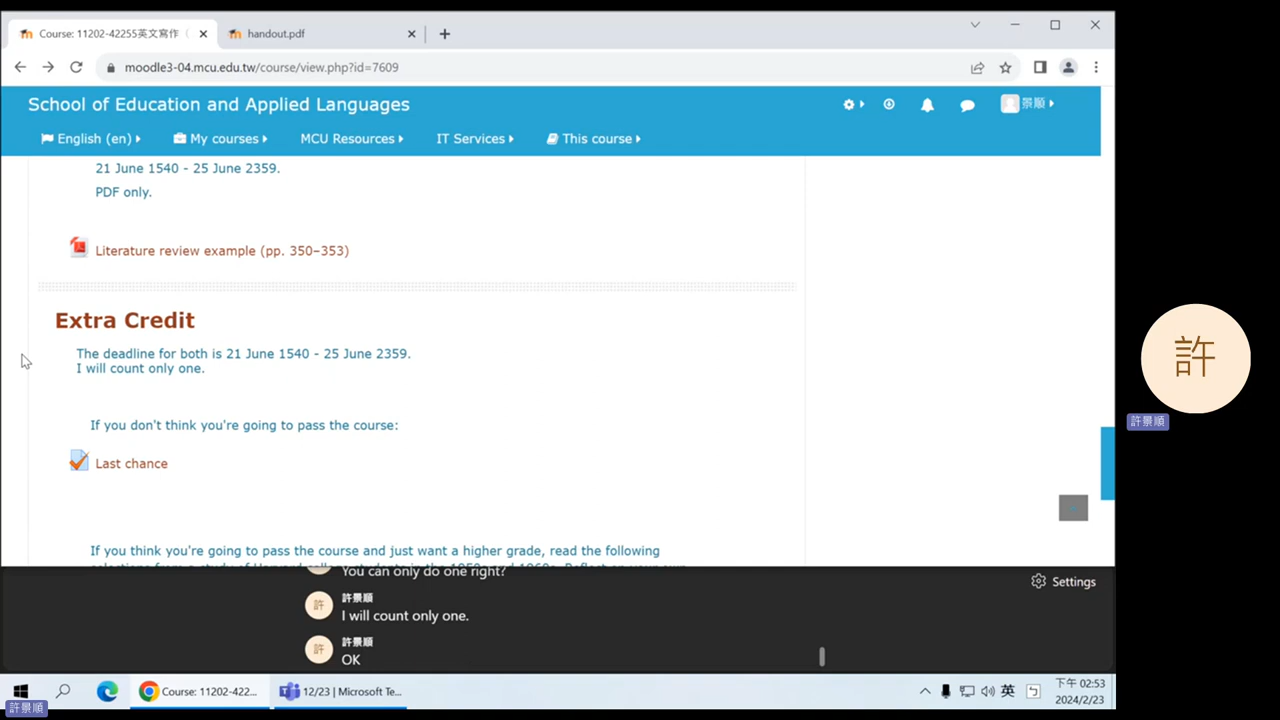 Course: 11202-42255英文寫作（
handout.pdf
moodle3-04.mcu.edu.tw/course/view.php?id=7609
School of Education and Applied Languages
景順
English (en)
My courses
MCU Resources
IT Services
This course
21 June 1540 - 25 June 2359.
PDF only.
Literature review example (pp. 350–353)
Extra Credit
The deadline for both is 21 June 1540 - 25 June 2359.
I will count only one.
If you don't think you're going to pass the course:
Last chance
If you think you're going to pass the course and just want a higher grade, read the following
You can only do one right?
許 許景順
I will count only one.
許 許景順
OK
Settings
許
許景順
Course: 11202-422...
12/23 | Microsoft Te...
英
下午 02:53
2024/2/23
許景順